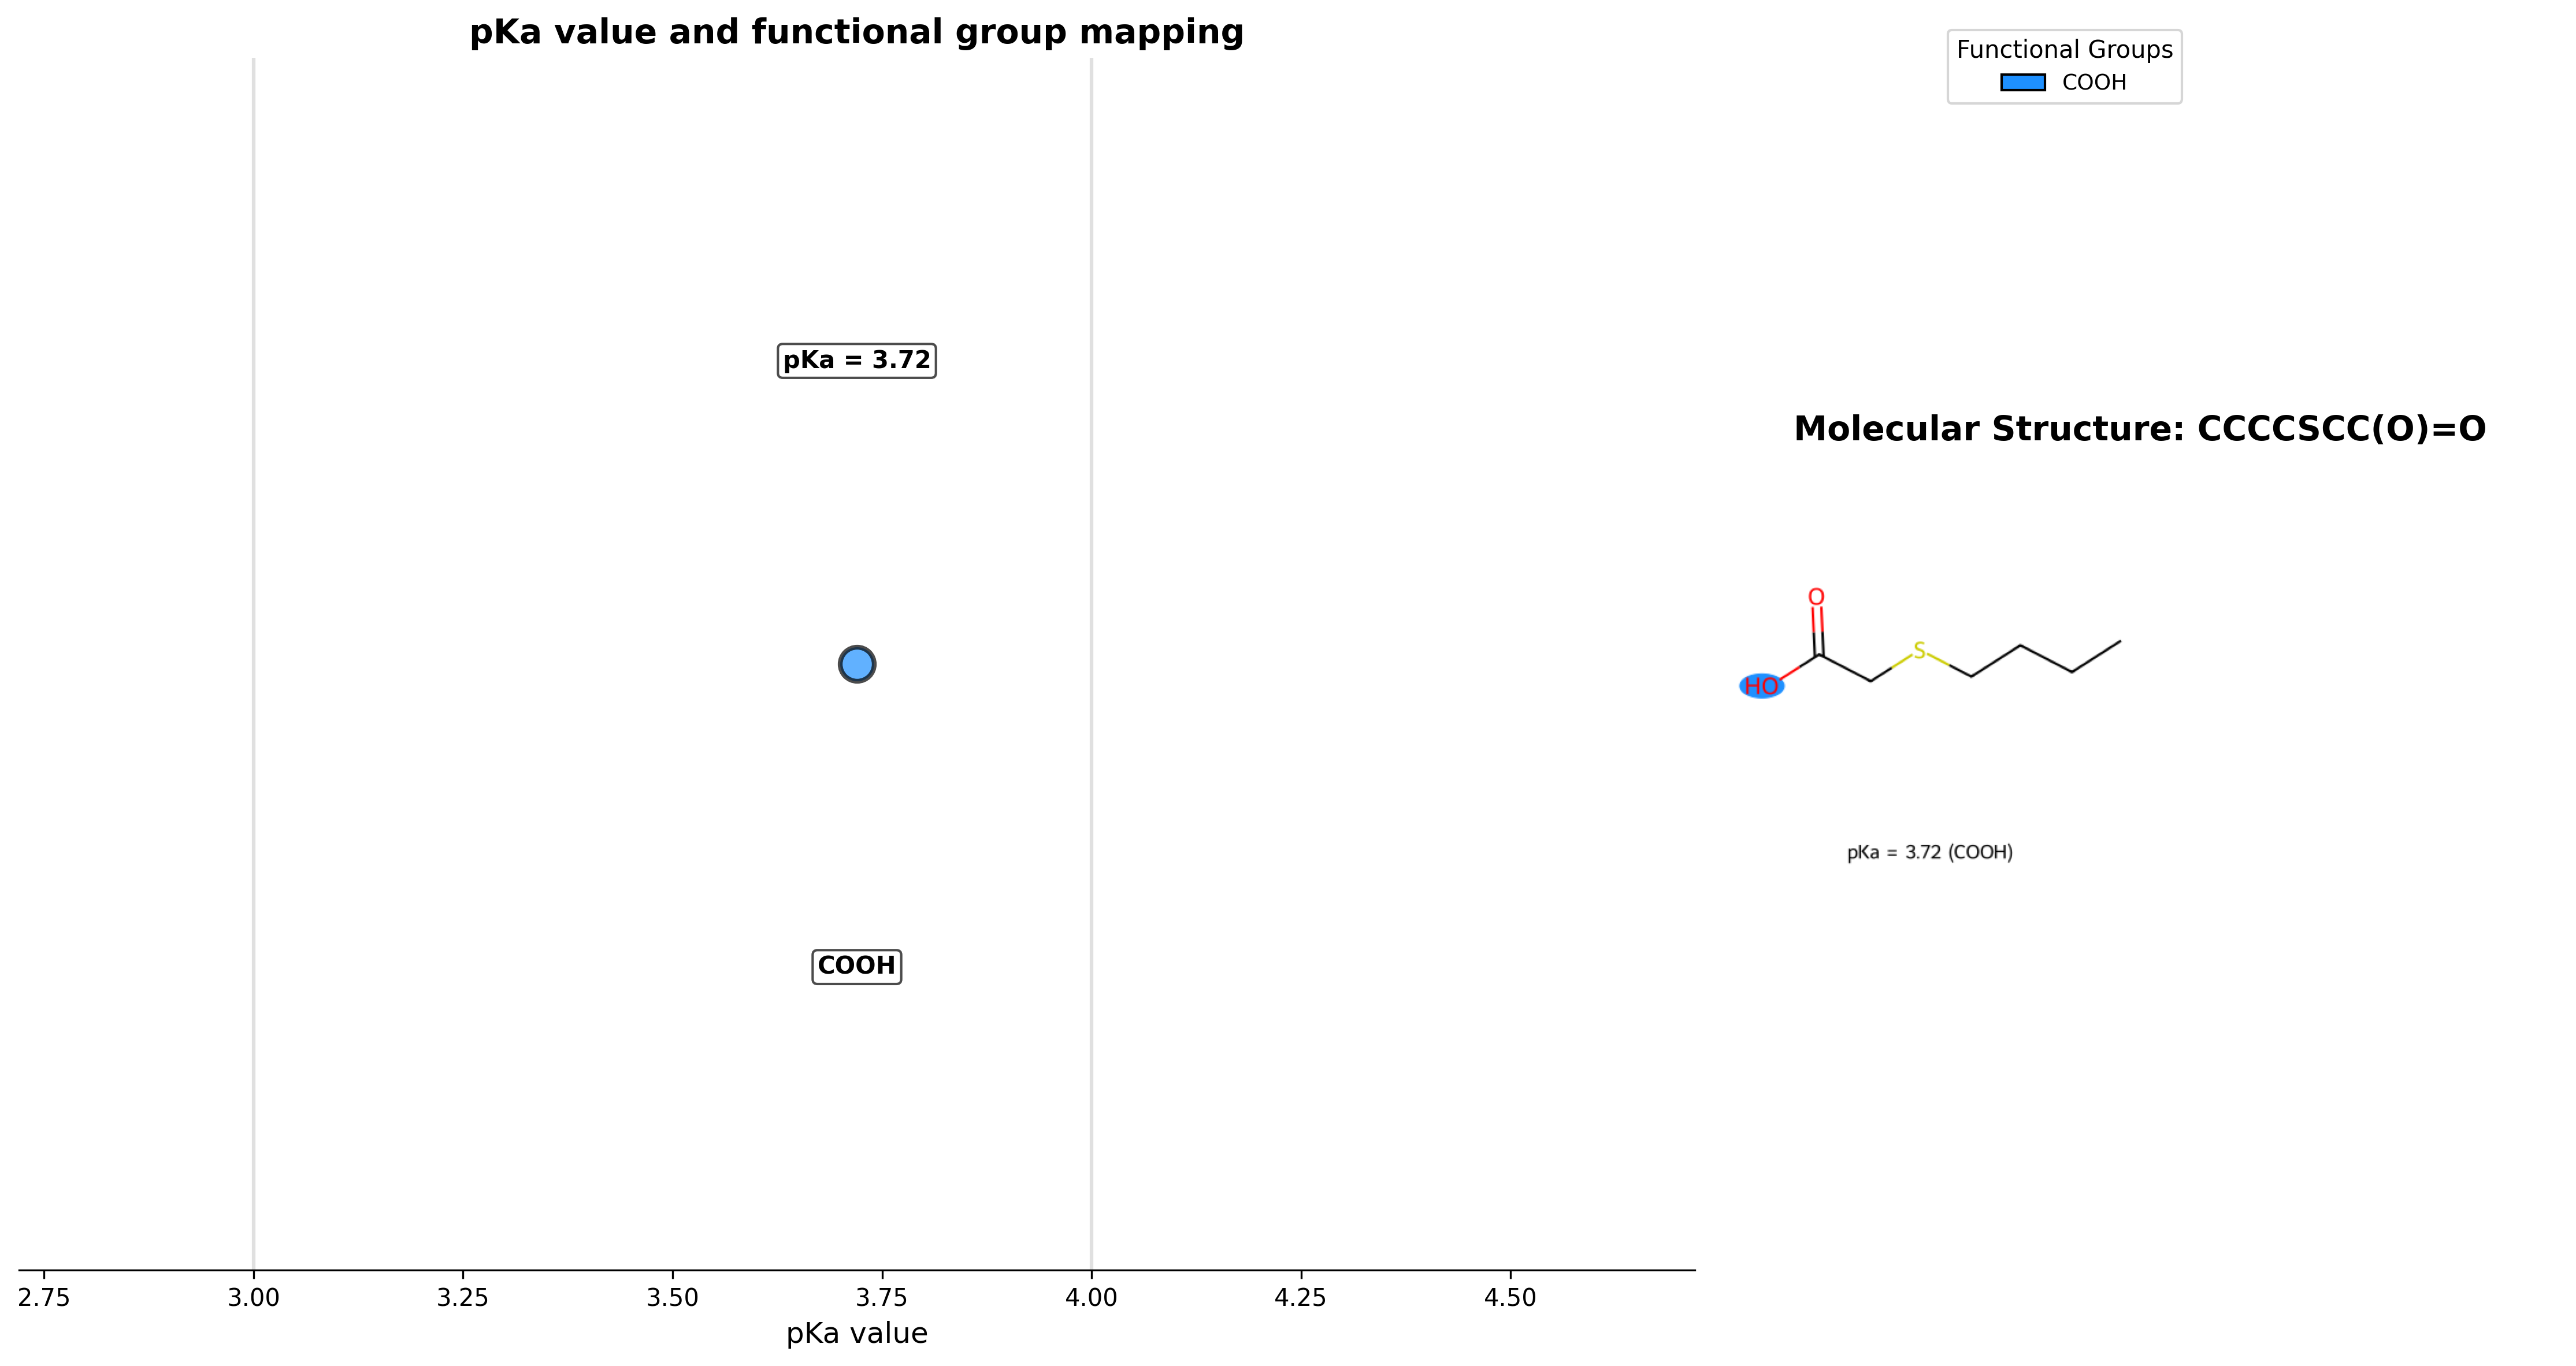 pKa value and functional group mapping
pKa = 3.72
COOH
2.75 3.00 3.25 3.50 3.75 4.00 4.25 4.50
pKa value
Functional Groups
COOH
Molecular Structure: CCCCSCC(O)=O
O
S
HO
pKa = 3.72 (COOH)